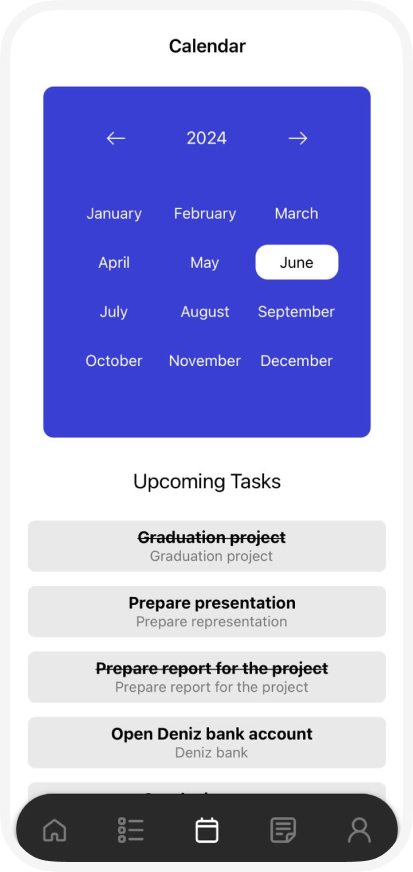 Calendar
2024
January February March
April May June
July August September
October November December
Upcoming Tasks
Graduation project
Graduation project
Prepare presentation
Prepare representation
Prepare report for the project
Prepare report for the project
Open Deniz bank account
Deniz bank